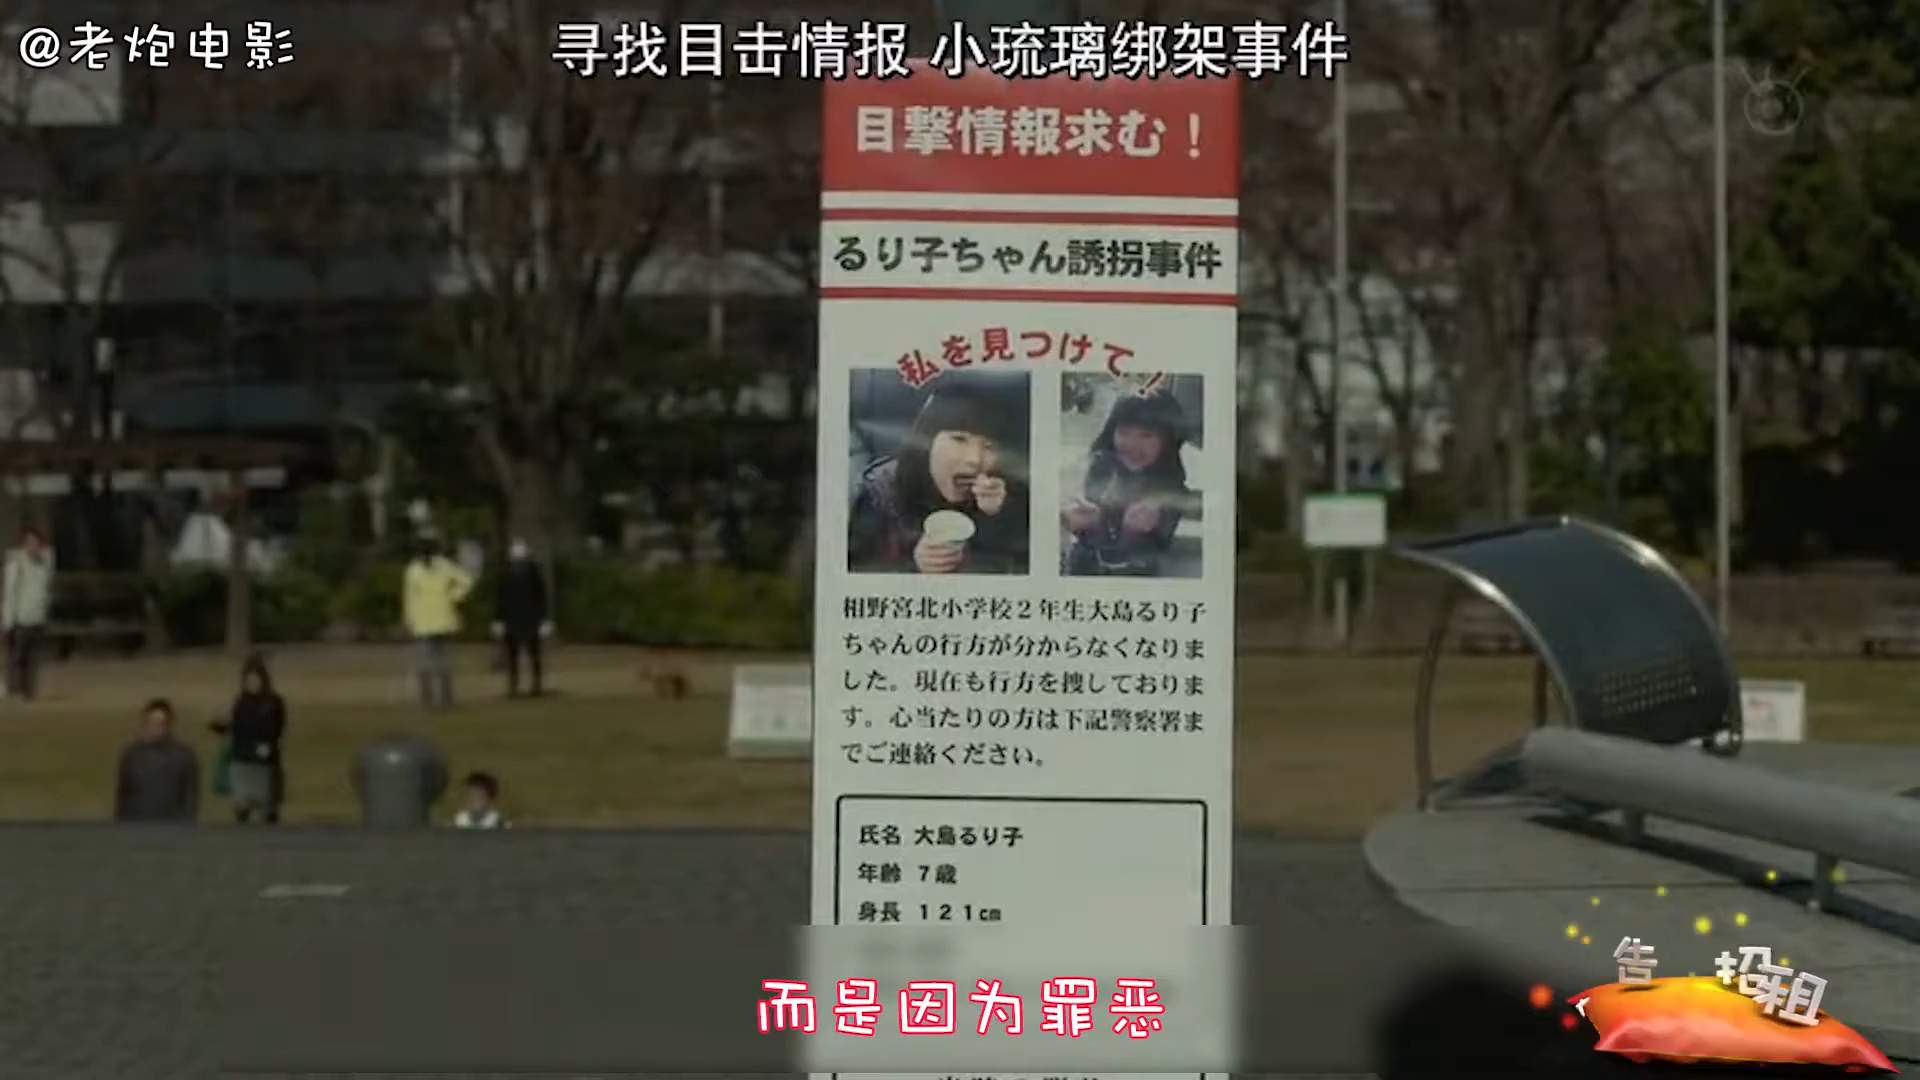 @老炮电影
寻找目击情报 小琉璃绑架事件
目撃情報求む！
るり子ちゃん誘拐事件
私を見つけて！
相野宮北小学校２年生大島るり子
ちゃんの行方が分からなくなりま
した。現在も行方を捜しておりま
す。心当たりの方は下記警察署ま
でご連絡ください。
氏名 大島るり子
年齢 ７歳
身長 １２１cm
而是因为罪恶
告 招租